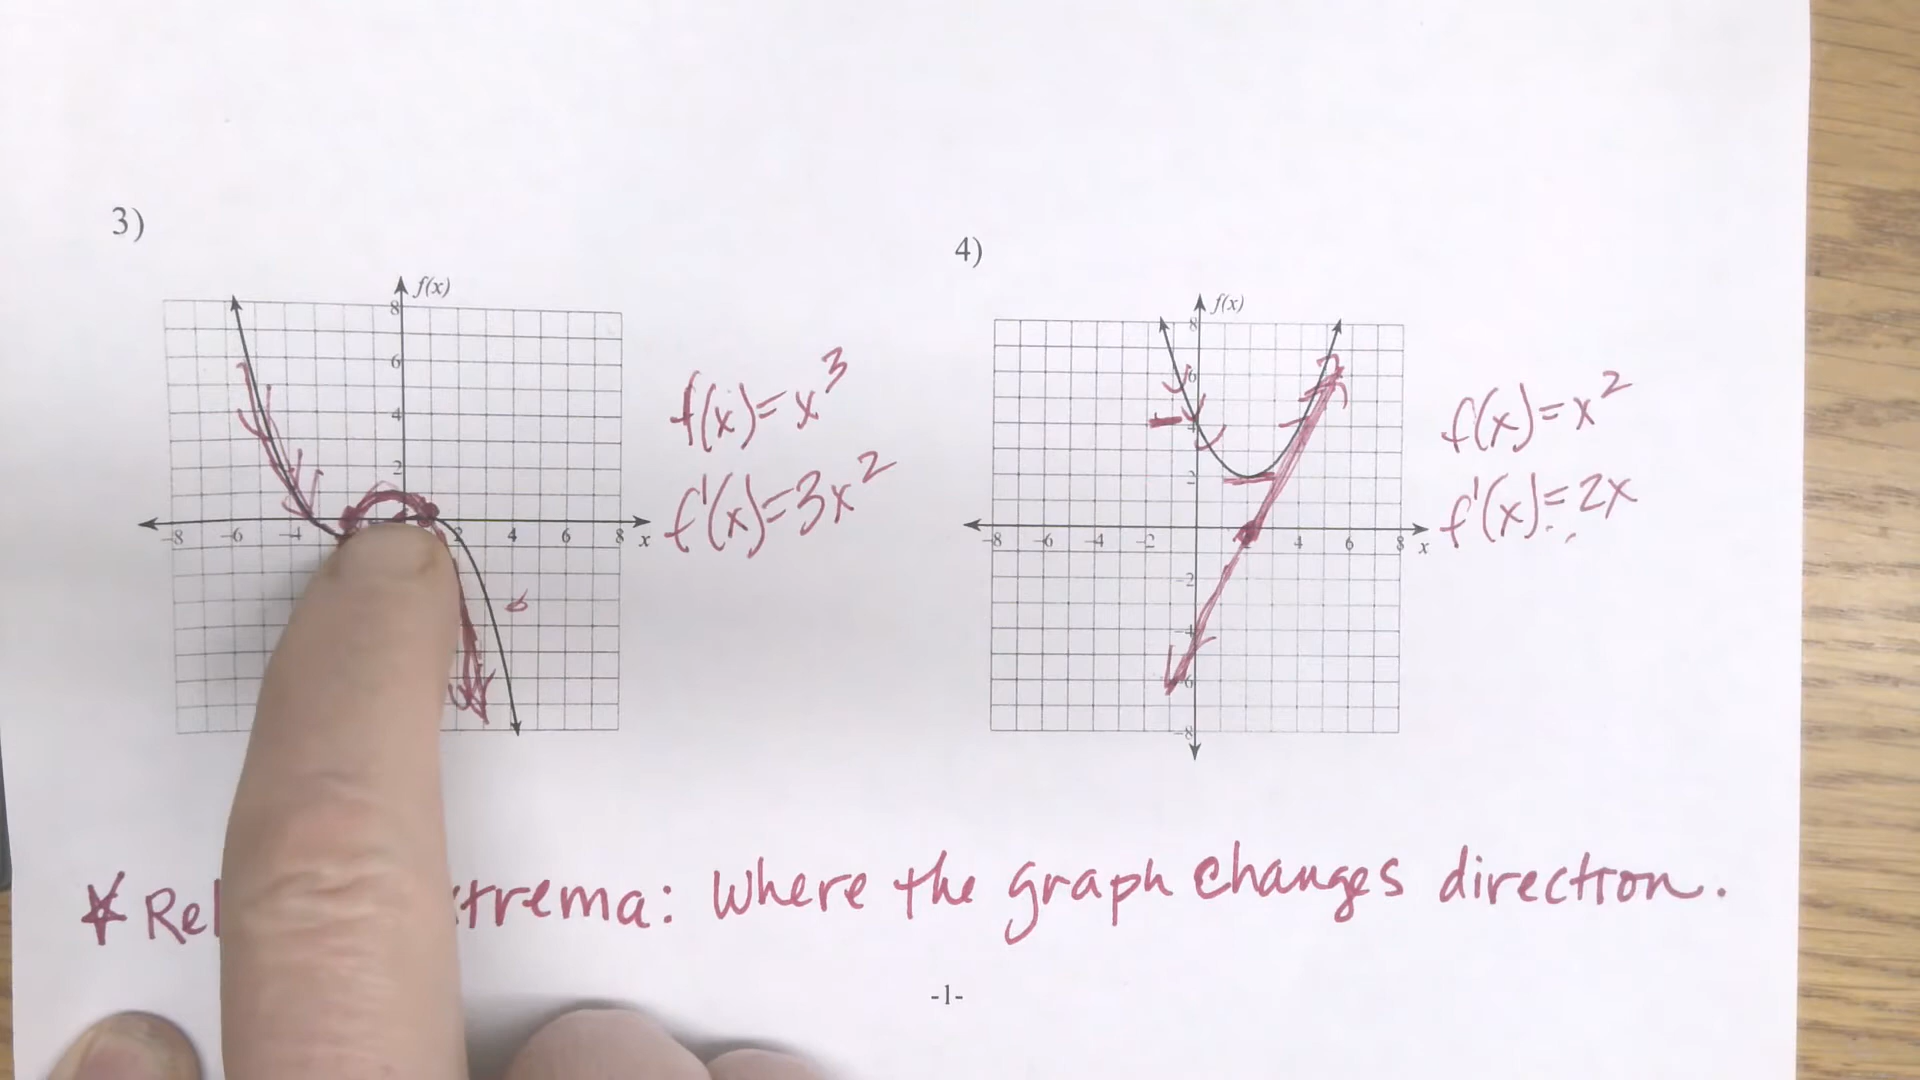 3)
4)
f(x)
8
6
4
2
-8 -6 -4 2 4 6 8 x
f(x)=x³
f'(x)=3x²
f(x)
8
6
4
2
-8 -6 -4 -2 4 6 8 x
-2
-4
-6
-8
f(x)=x²
f'(x)=2x
Rel trema: Where the graph changes direction.
-1-